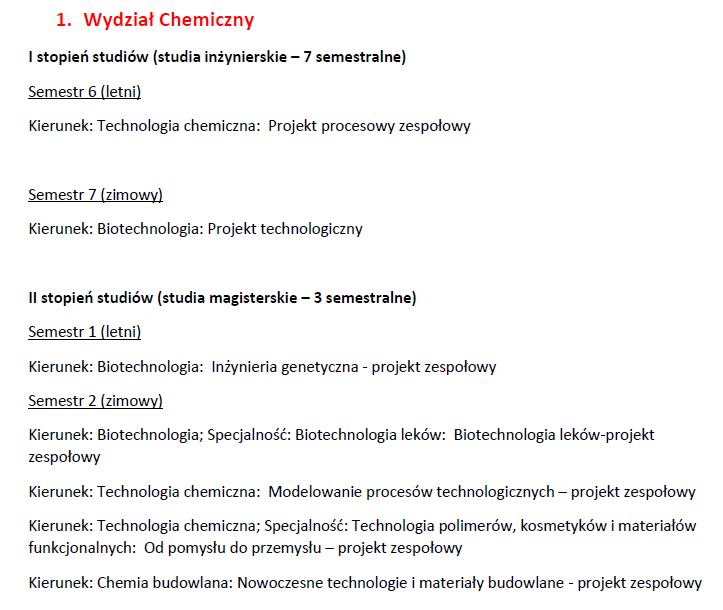 1. Wydział Chemiczny
I stopień studiów (studia inżynierskie – 7 semestralne)
Semestr 6 (letni)
Kierunek: Technologia chemiczna:  Projekt procesowy zespołowy
Semestr 7 (zimowy)
Kierunek: Biotechnologia: Projekt technologiczny
II stopień studiów (studia magisterskie – 3 semestralne)
Semestr 1 (letni)
Kierunek: Biotechnologia:  Inżynieria genetyczna - projekt zespołowy
Semestr 2 (zimowy)
Kierunek: Biotechnologia; Specjalność: Biotechnologia leków:  Biotechnologia leków-projekt
zespołowy
Kierunek: Technologia chemiczna:  Modelowanie procesów technologicznych – projekt zespołowy
Kierunek: Technologia chemiczna; Specjalność: Technologia polimerów, kosmetyków i materiałów
funkcjonalnych:  Od pomysłu do przemysłu – projekt zespołowy
Kierunek: Chemia budowlana: Nowoczesne technologie i materiały budowlane - projekt zespołowy